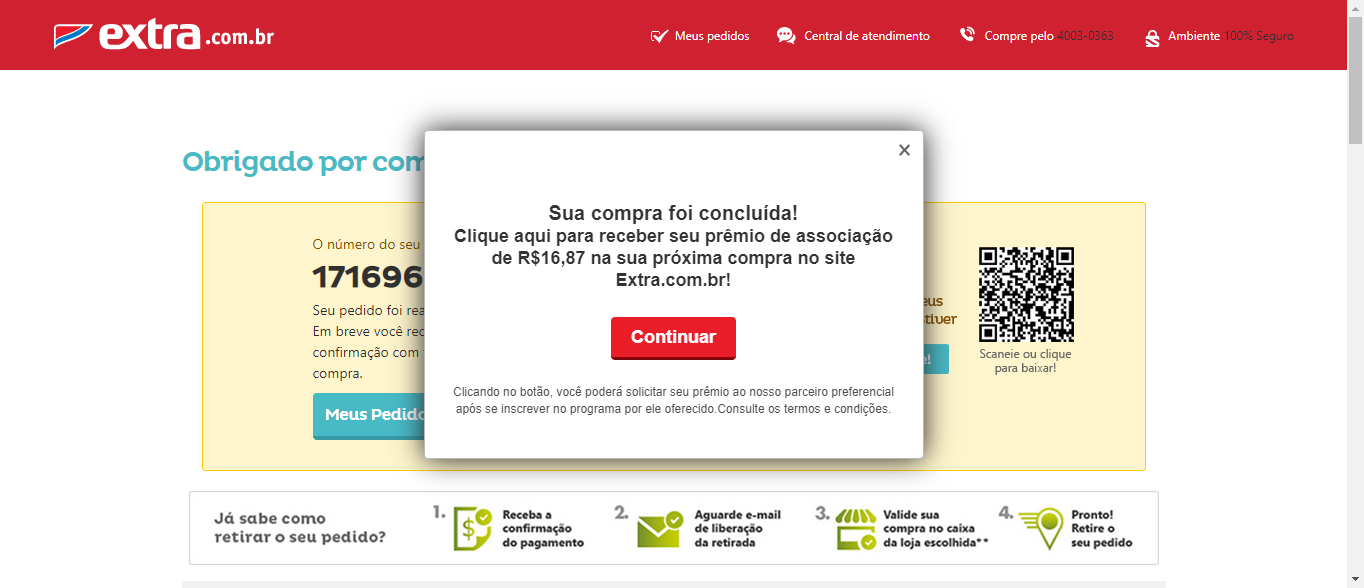 extra.com.br
Meus pedidos
Central de atendimento
Compre pelo 4003-0363
Ambiente 100% Seguro
Obrigado por
Sua compra foi concluída!
Clique aqui para receber seu prêmio de associação
de R$16,87 na sua próxima compra no site
Extra.com.br!
Continuar
Clicando no botão, você poderá solicitar seu prêmio ao nosso parceiro preferencial
após se inscrever no programa por ele oferecido.Consulte os termos e condições.
O número do seu
171696
Seu pedido foi
Em breve você
confirmação com
compra.
Meus
Scaneie ou clique
para baixar!
Já sabe como
retirar o seu pedido?
1. Receba a
confirmação
do pagamento
2. Aguarde e-mail
de liberação
da retirada
3. Valide sua
compra no caixa
da loja escolhida**
4. Pronto!
Retire o
seu pedido